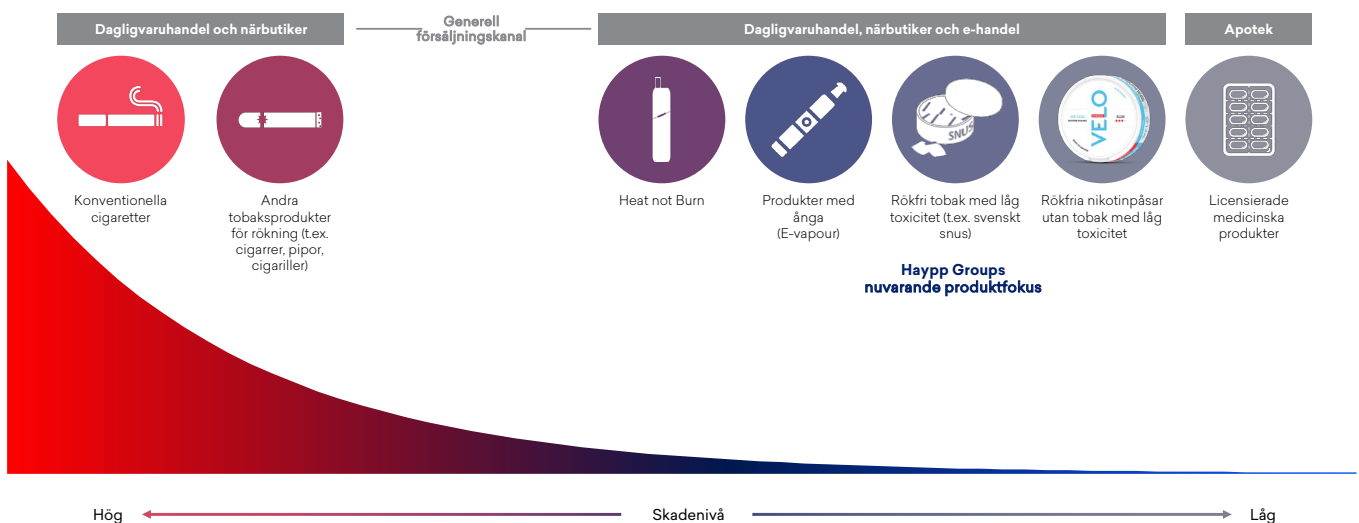 Dagligvaruhandel och närbutiker
Generell
försäljningskanal
Dagligvaruhandel, närbutiker och e-handel
Apotek
SNUS
VELO
Konventionella
cigaretter
Andra
tobaksprodukter
för rökning (t.ex.
cigarrer, pipor,
cigariller)
Heat not Burn
Produkter med
ånga
(E-vapour)
Rökfri tobak med låg
toxicitet (t.ex. svenskt
snus)
Rökfria nikotinpåsar
utan tobak med låg
toxicitet
Licensierade
medicinska
produkter
Haypp Groups
nuvarande produktfokus
Hög
Skadenivå
Låg